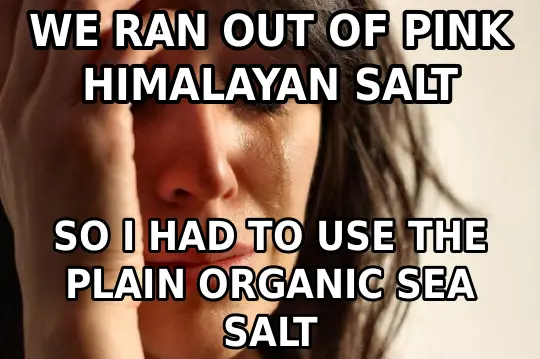 WE RAN OUT OF PINK
HIMALAYAN SALT
SO I HAD TO USE THE
PLAIN ORGANIC SEA
SALT